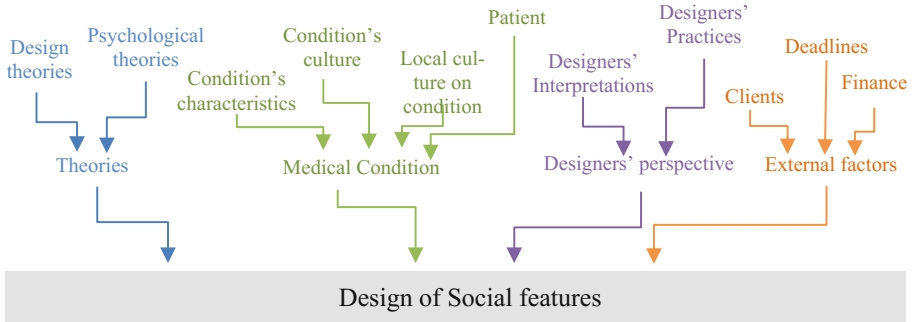 Design
theories
Psychological
theories
Theories
Condition's
characteristics
Condition's
culture
Local cul-
ture on
condition
Patient
Medical Condition
Designers'
Interpretations
Designers'
Practices
Designers' perspective
Clients
Deadlines
Finance
External factors
Design of Social features